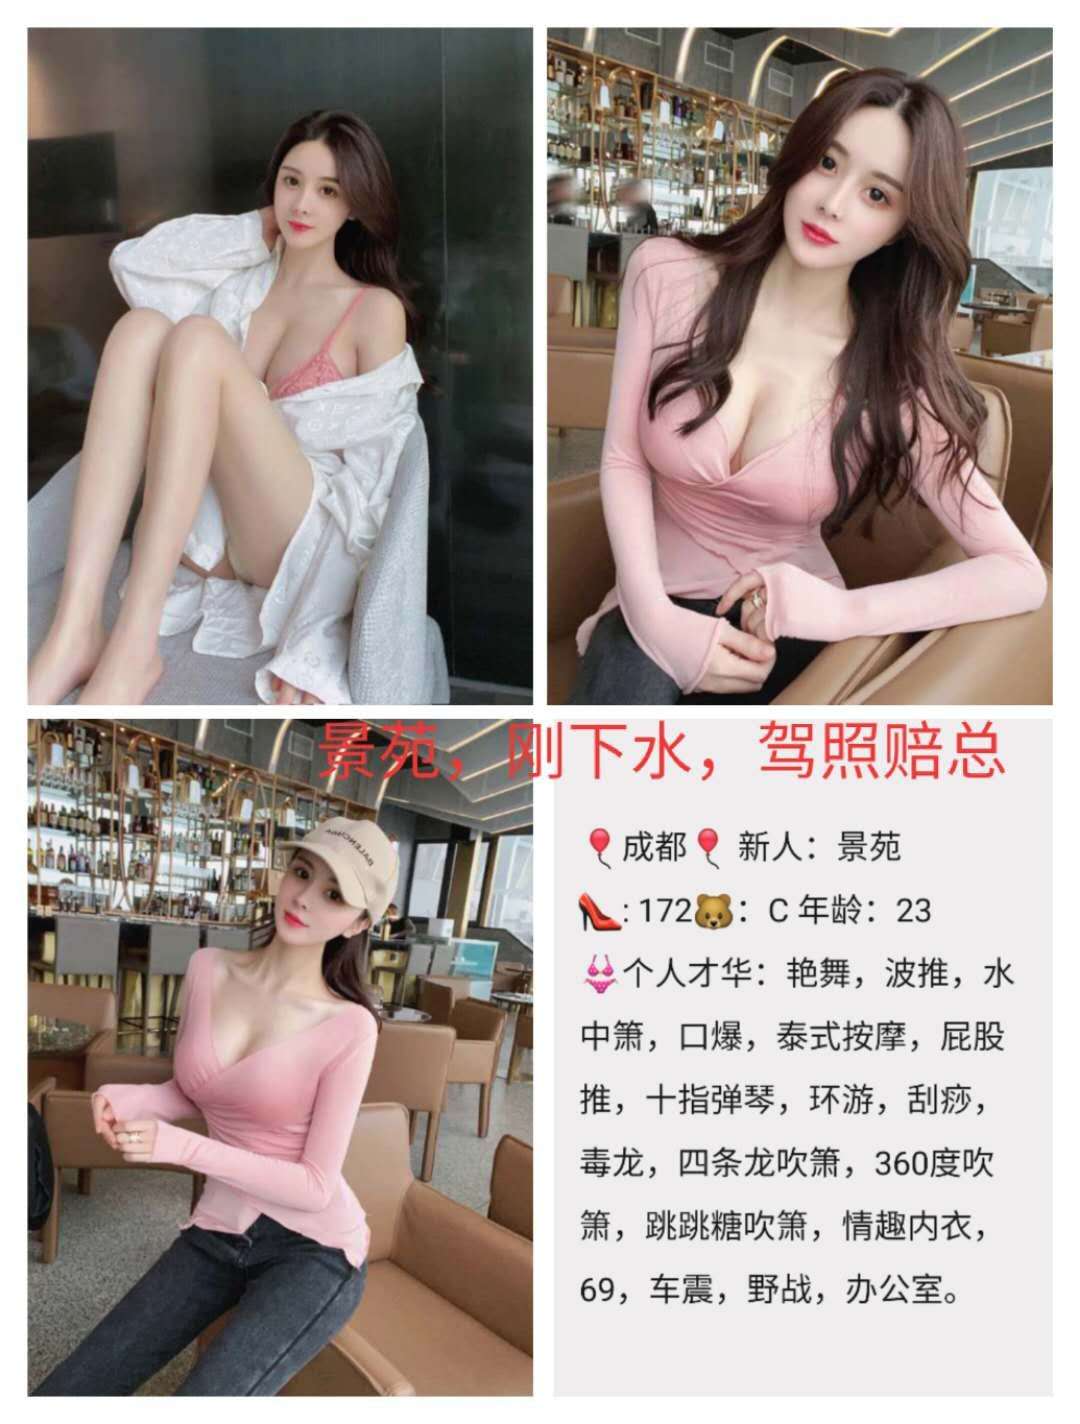 景苑，刚下水，驾照赔总
🎈成都🎈 新人：景苑
👠: 172🐻：C 年龄：23
👙个人才华：艳舞，波推，水
中箫，口爆，泰式按摩，屁股
推，十指弹琴，环游，刮痧，
毒龙，四条龙吹箫，360度吹
箫，跳跳糖吹箫，情趣内衣，
69，车震，野战，办公室。